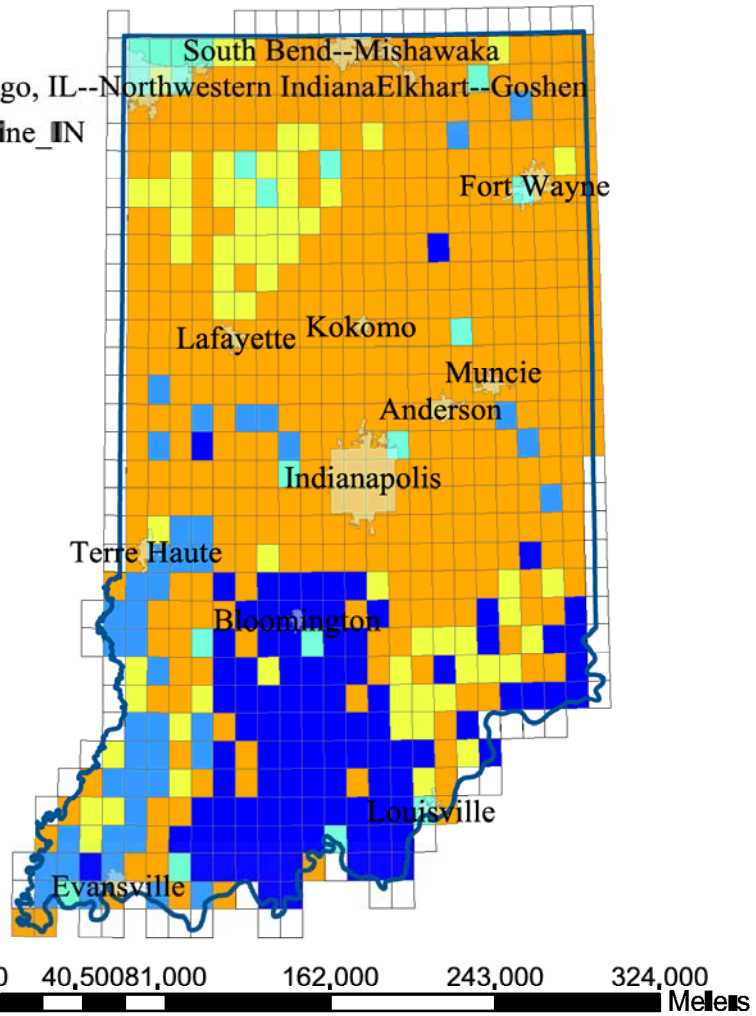 South Bend--Mishawaka
go, IL--Northwestern IndianaElkhart--Goshen
ine_IN
Fort Wayne
Lafayette Kokomo
Muncie
Anderson
Indianapolis
Terre Haute
Bloomington
Louisville
Evansville
0 40,50081,000 162,000 243,000 324,000
Meters